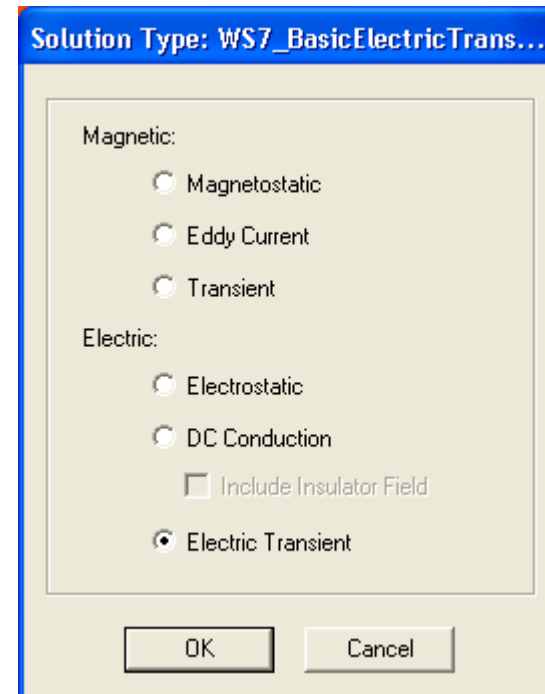 Solution Type: WS7_BasicElectricTrans...
Magnetic:
Magnetostatic
Eddy Current
Transient
Electric:
Electrostatic
DC Conduction
Include Insulator Field
Electric Transient
OK
Cancel